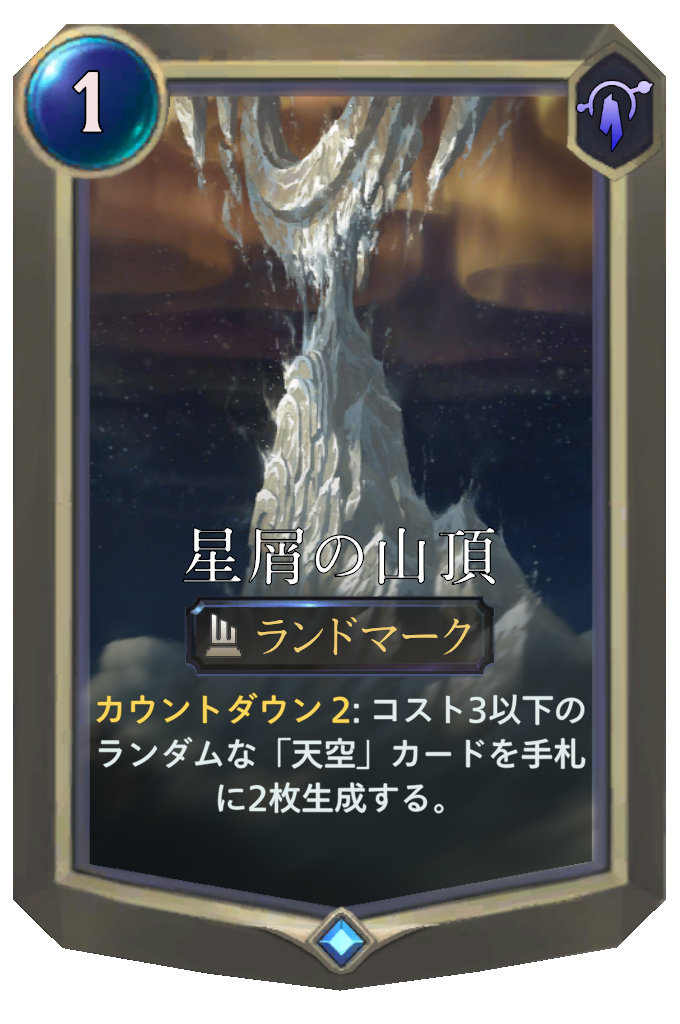 1
星屑の山頂
ランドマーク
カウントダウン 2: コスト3以下の
ランダムな「天空」カードを手札
に2枚生成する。